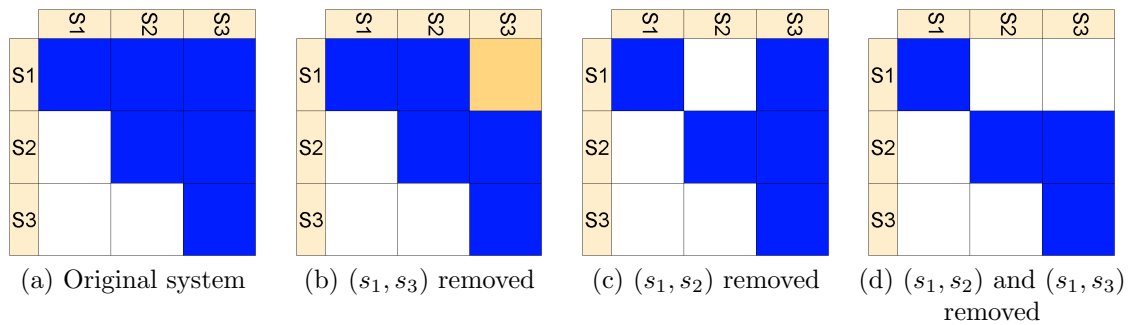 S1 S2 S3
S1
S2
S3
(a) Original system
S1 S2 S3
S1
S2
S3
(b) (s₁, s₃) removed
S1 S2 S3
S1
S2
S3
(c) (s₁, s₂) removed
S1 S2 S3
S1
S2
S3
(d) (s₁, s₂) and (s₁, s₃)
removed